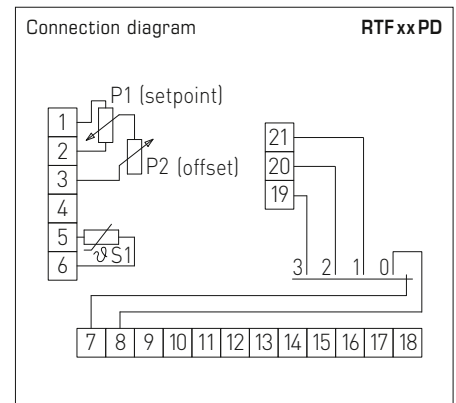 Connection diagram RTF xx PD
P1 (setpoint)
1
2
3
4
5
6
P2 (offset)
ϑ S1
21
20
19
3 2 1 0
7 8 9 10 11 12 13 14 15 16 17 18